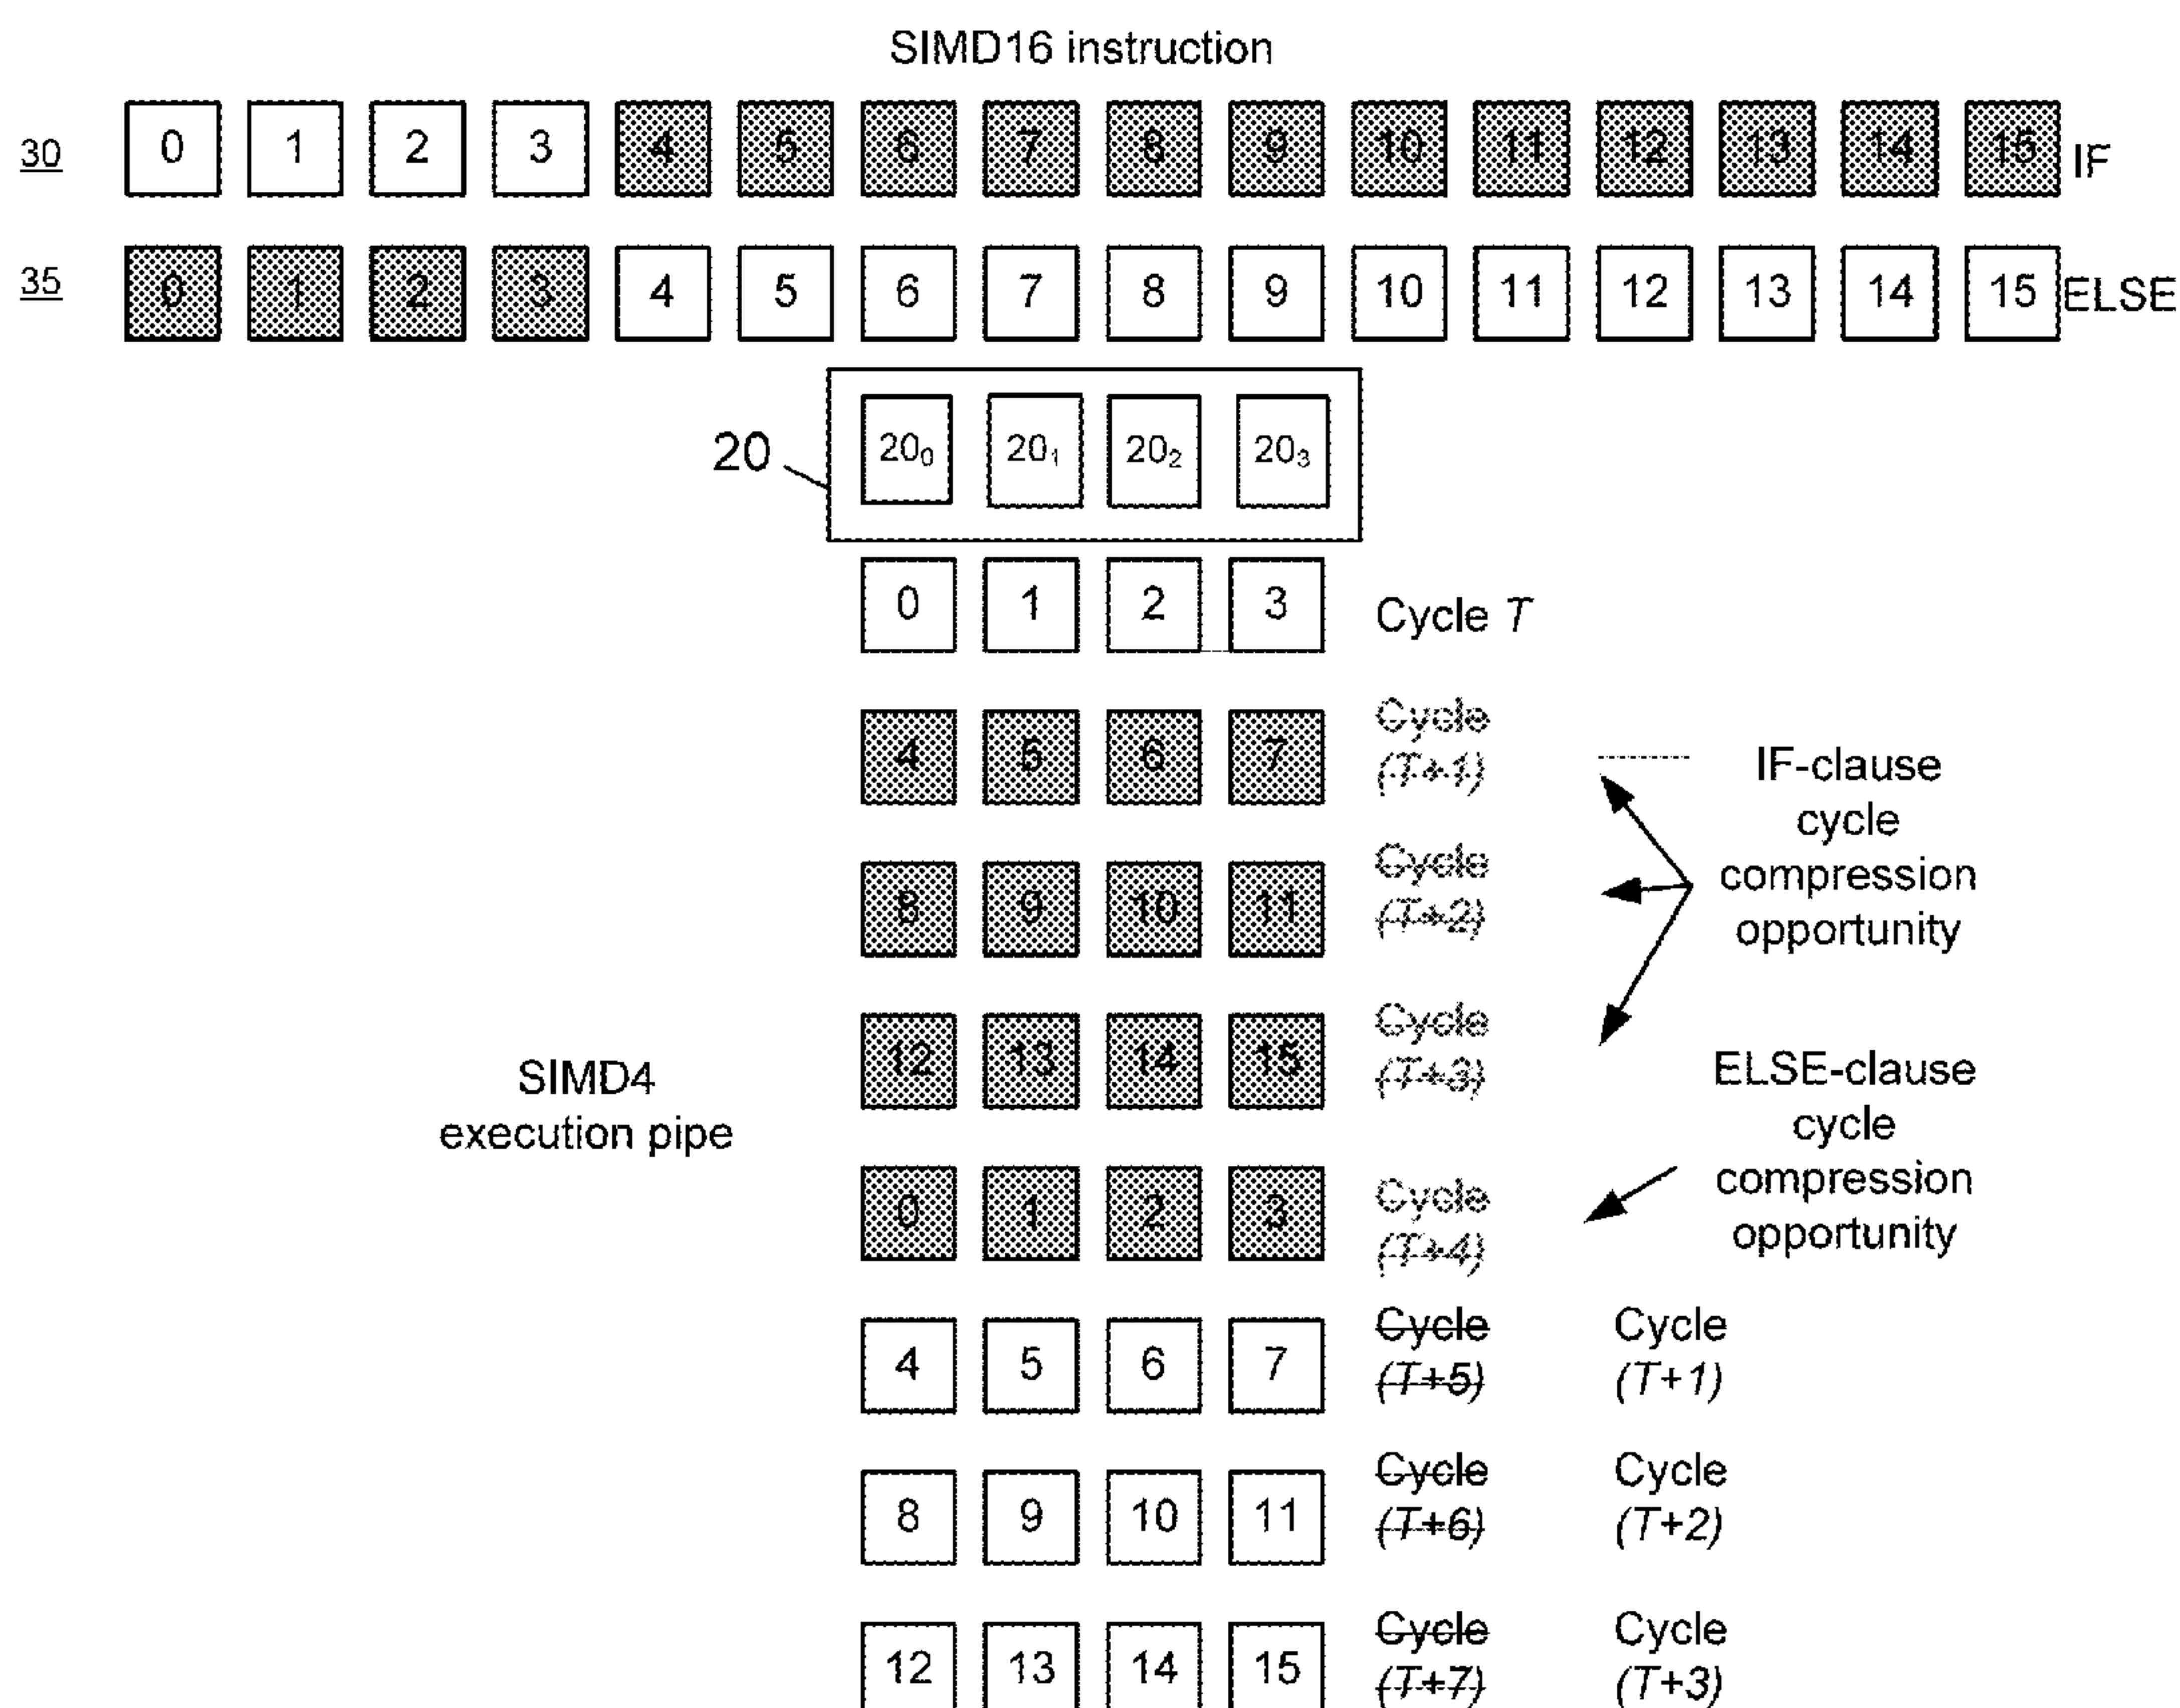 SIMD16 instruction
30 0 1 2 3 4 5 6 7 8 9 10 11 12 13 14 15 IF
35 0 1 2 3 4 5 6 7 8 9 10 11 12 13 14 15 ELSE
20 20₀ 20₁ 20₂ 20₃
0 1 2 3 Cycle T
4 5 6 7 Cycle (T+1)
8 9 10 11 Cycle (T+2)
12 13 14 15 Cycle (T+3)
0 1 2 3 Cycle (T+4)
4 5 6 7 Cycle (T+5) Cycle (T+1)
8 9 10 11 Cycle (T+6) Cycle (T+2)
12 13 14 15 Cycle (T+7) Cycle (T+3)
IF-clause
cycle
compression
opportunity
ELSE-clause
cycle
compression
opportunity
SIMD4
execution pipe